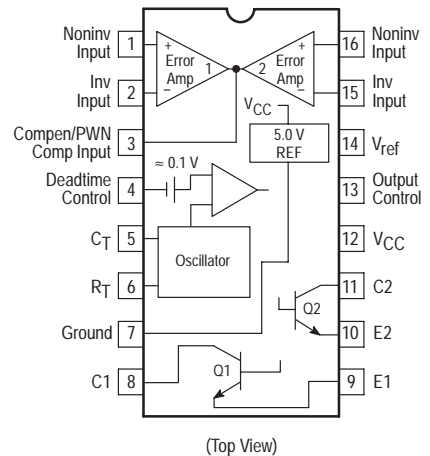 Noninv
Input
1
Inv
Input
2
Compen/PWN
Comp Input
3
Deadtime
Control
4
CT
5
RT
6
Ground
7
C1
8
+
Error
Amp
1
–
2
+
Error
Amp
–
VCC
5.0 V
REF
≈ 0.1 V
Oscillator
Q2
Q1
16
Noninv
Input
15
Inv
Input
14
Vref
13
Output
Control
12
VCC
11
C2
10
E2
9
E1
(Top View)